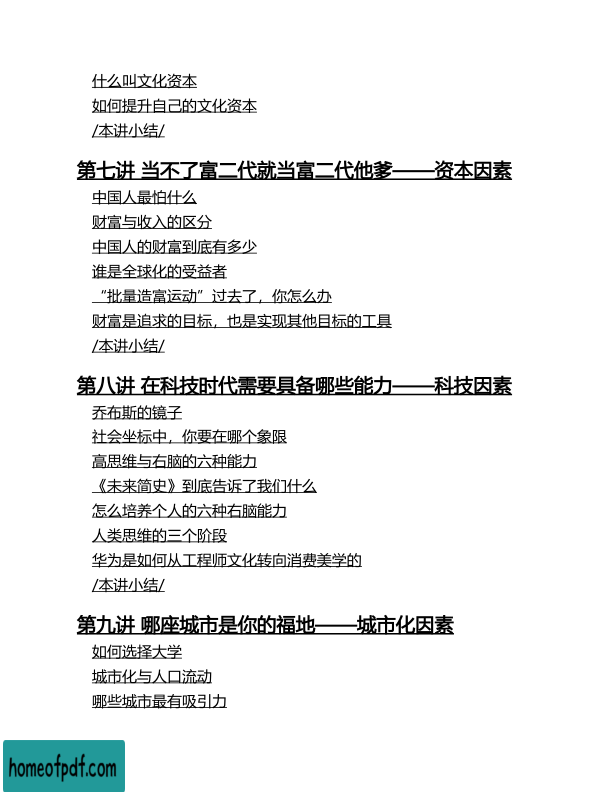 什么叫文化资本
如何提升自己的文化资本
/本讲小结/
第七讲 当不了富二代就当富二代他爹——资本因素
中国人最怕什么
财富与收入的区分
中国人的财富到底有多少
谁是全球化的受益者
“批量造富运动”过去了，你怎么办
财富是追求的目标，也是实现其他目标的工具
/本讲小结/
第八讲 在科技时代需要具备哪些能力——科技因素
乔布斯的镜子
社会坐标中，你要在哪个象限
高思维与右脑的六种能力
《未来简史》到底告诉了我们什么
怎么培养个人的六种右脑能力
人类思维的三个阶段
华为是如何从工程师文化转向消费美学的
/本讲小结/
第九讲 哪座城市是你的福地——城市化因素
如何选择大学
城市化与人口流动
哪些城市最有吸引力
homeofpdf.com